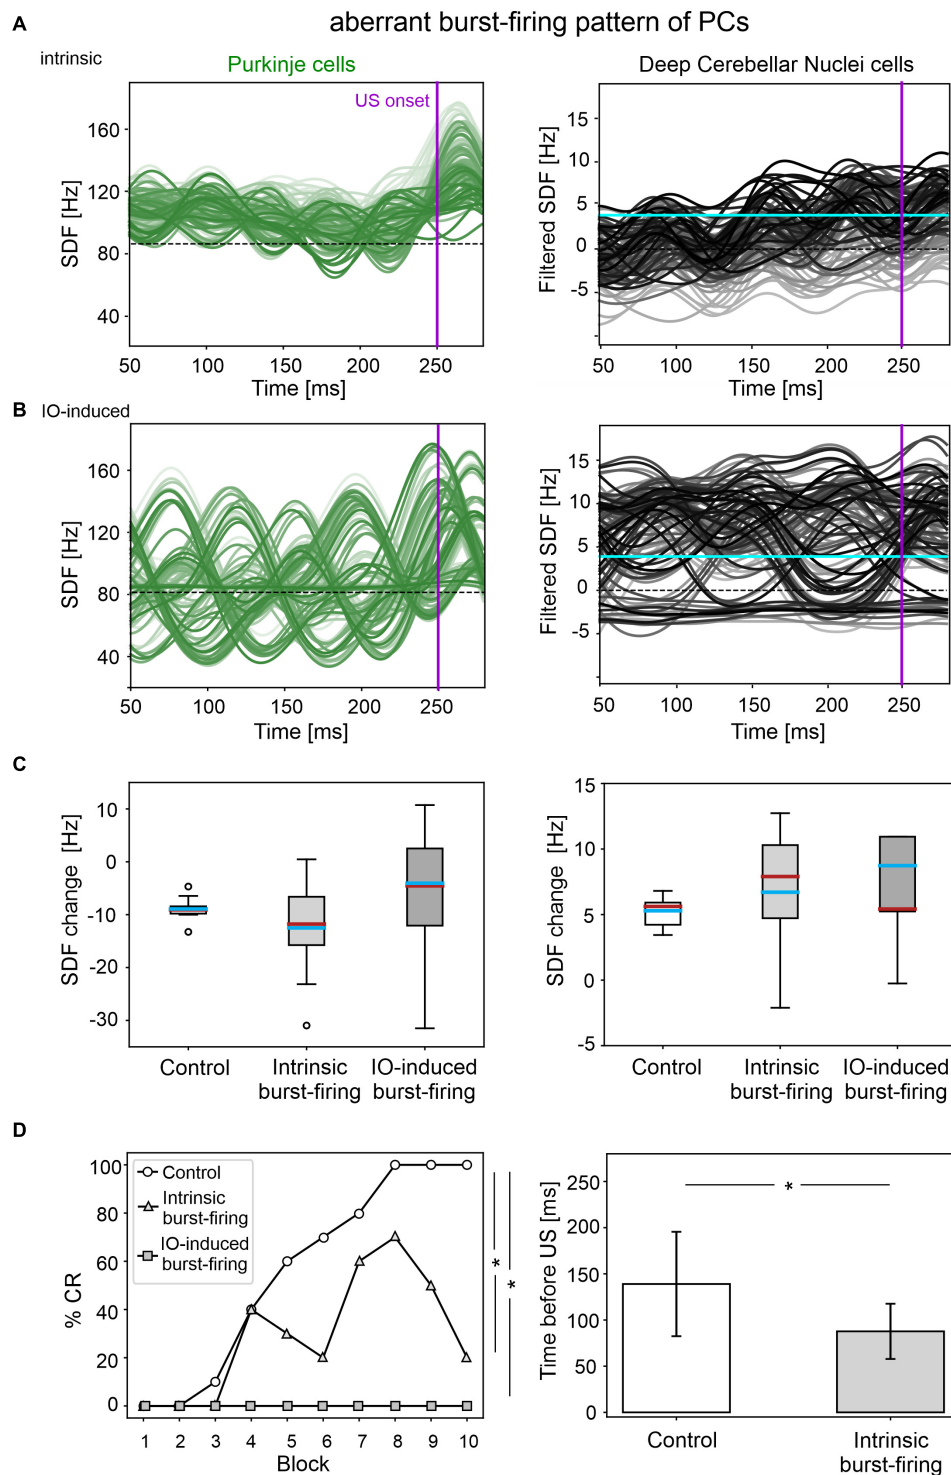 A
aberrant burst-firing pattern of PCs
intrinsic
Purkinje cells
Deep Cerebellar Nuclei cells
US onset
SDF [Hz]
160
120
80
40
50 100 150 200 250
Time [ms]
Filtered SDF [Hz]
15
10
5
0
-5
50 100 150 200 250
Time [ms]
B
IO-induced
SDF [Hz]
160
120
80
40
50 100 150 200 250
Time [ms]
Filtered SDF [Hz]
15
10
5
0
-5
50 100 150 200 250
Time [ms]
C
SDF change [Hz]
10
0
-10
-20
-30
Control
Intrinsic
burst-firing
IO-induced
burst-firing
SDF change [Hz]
15
10
5
0
-5
Control
Intrinsic
burst-firing
IO-induced
burst-firing
D
% CR
100
80
60
40
20
0
Control
Intrinsic
burst-firing
IO-induced
burst-firing
1 2 3 4 5 6 7 8 9 10
Block
*
*
Time before US [ms]
250
200
150
100
50
0
*
Control
Intrinsic
burst-firing